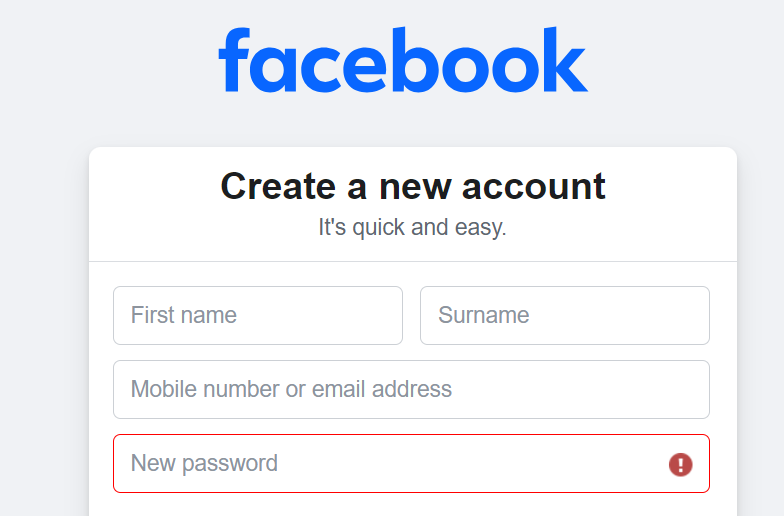 facebook
Create a new account
It's quick and easy.
First name
Surname
Mobile number or email address
New password